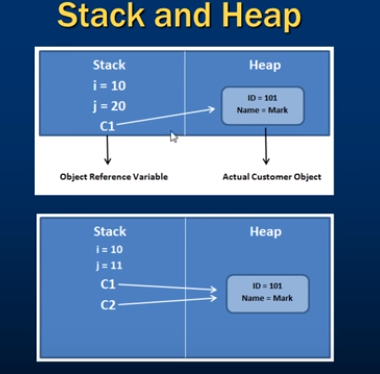 Stack and Heap
Stack
Heap
i = 10
j = 20
C1
ID = 101
Name = Mark
Object Reference Variable
Actual Customer Object
Stack
Heap
i = 10
j = 11
C1
C2
ID = 101
Name = Mark